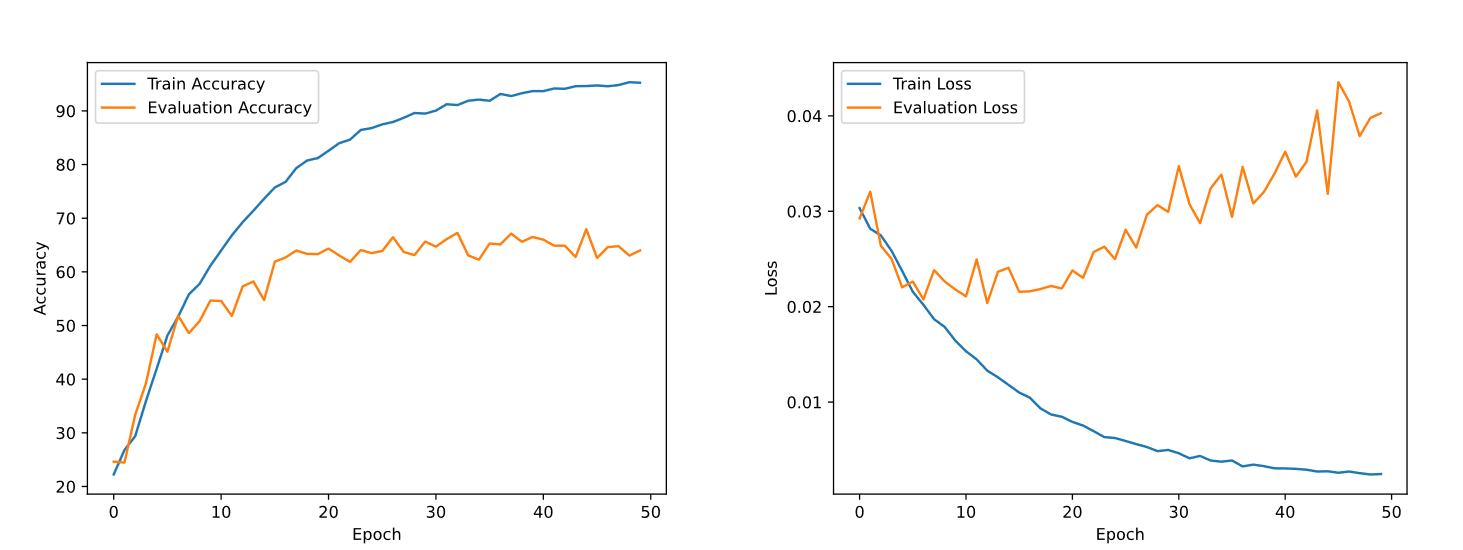 Train Accuracy
Evaluation Accuracy
90
80
70
60
50
40
30
20
Accuracy
0 10 20 30 40 50
Epoch
Train Loss
Evaluation Loss
0.04
0.03
0.02
0.01
Loss
0 10 20 30 40 50
Epoch